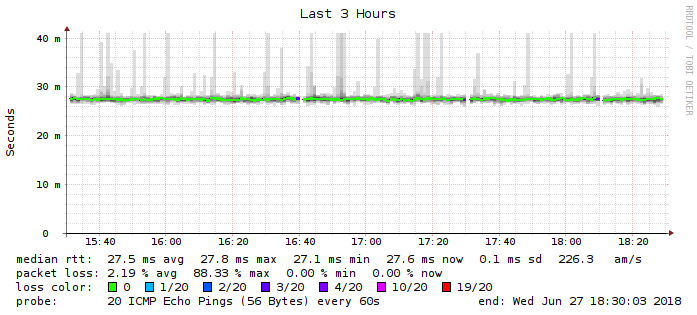 Last 3 Hours
RRDTOOL / TOBI OETIKER
Seconds
40 m
30 m
20 m
10 m
0
15:40 16:00 16:20 16:40 17:00 17:20 17:40 18:00 18:20
median rtt: 27.5 ms avg 27.8 ms max 27.1 ms min 27.6 ms now 0.1 ms sd 226.3 am/s
packet loss: 2.19 % avg 88.33 % max 0.00 % min 0.00 % now
loss color: 0 1/20 2/20 3/20 4/20 10/20 19/20
probe: 20 ICMP Echo Pings (56 Bytes) every 60s end: Wed Jun 27 18:30:03 2018